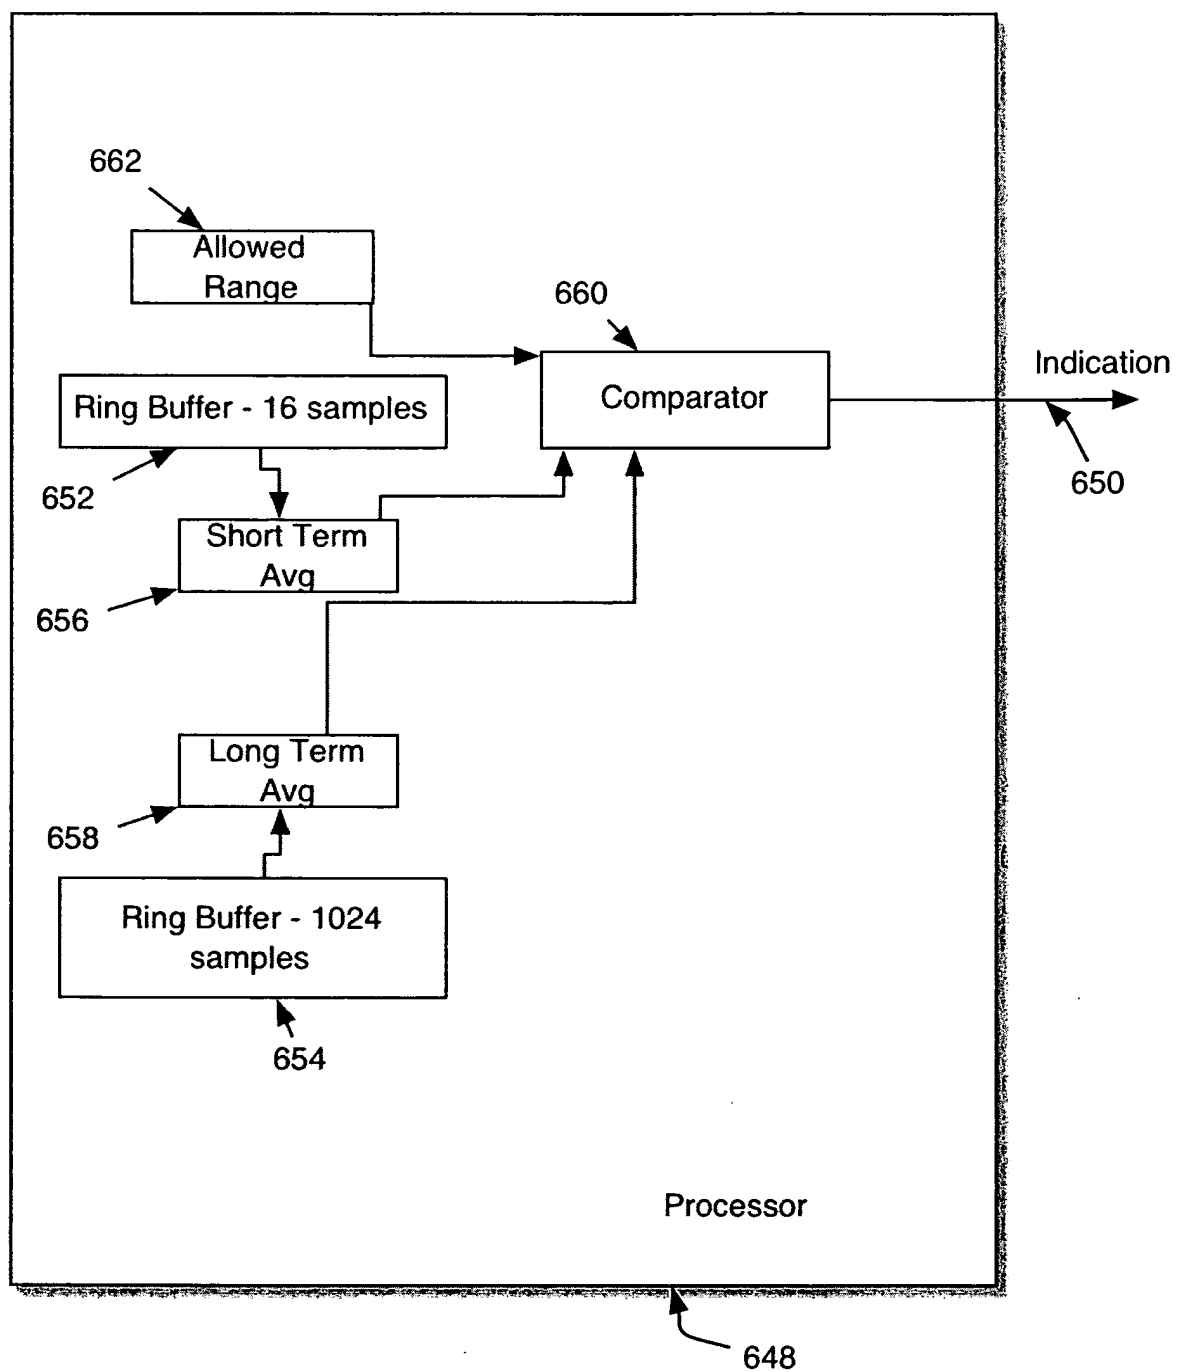 662
Allowed
Range
660
Indication
Comparator
Ring Buffer - 16 samples
650
652
Short Term
Avg
656
Long Term
Avg
658
Ring Buffer - 1024
samples
654
Processor
648